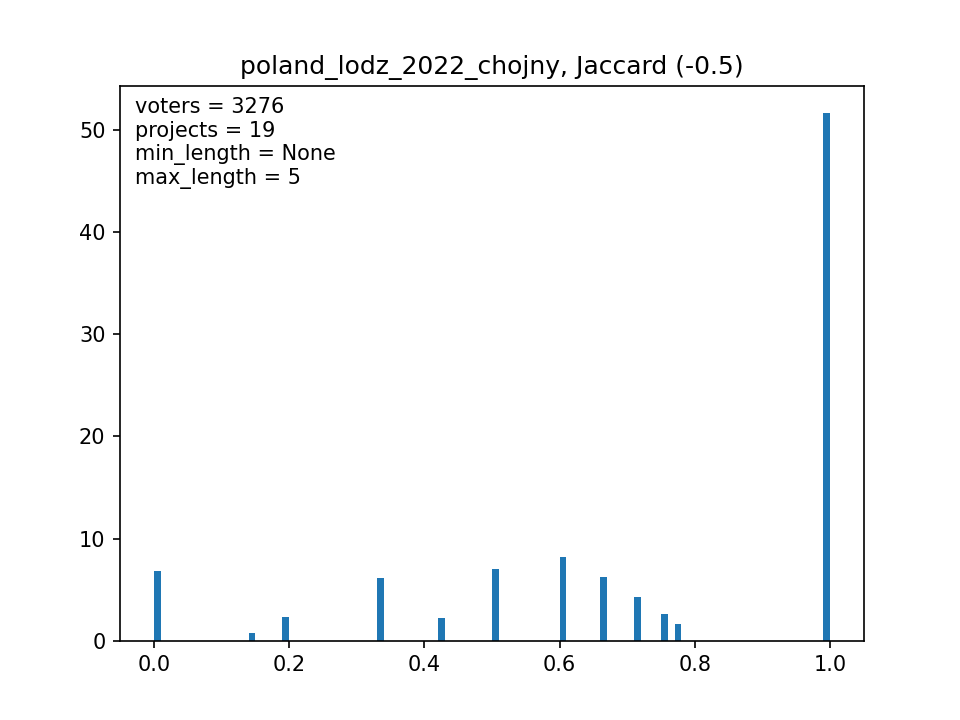 poland_lodz_2022_chojny, Jaccard (-0.5)
voters = 3276
projects = 19
min_length = None
max_length = 5
50
40
30
20
10
0
0.0 0.2 0.4 0.6 0.8 1.0